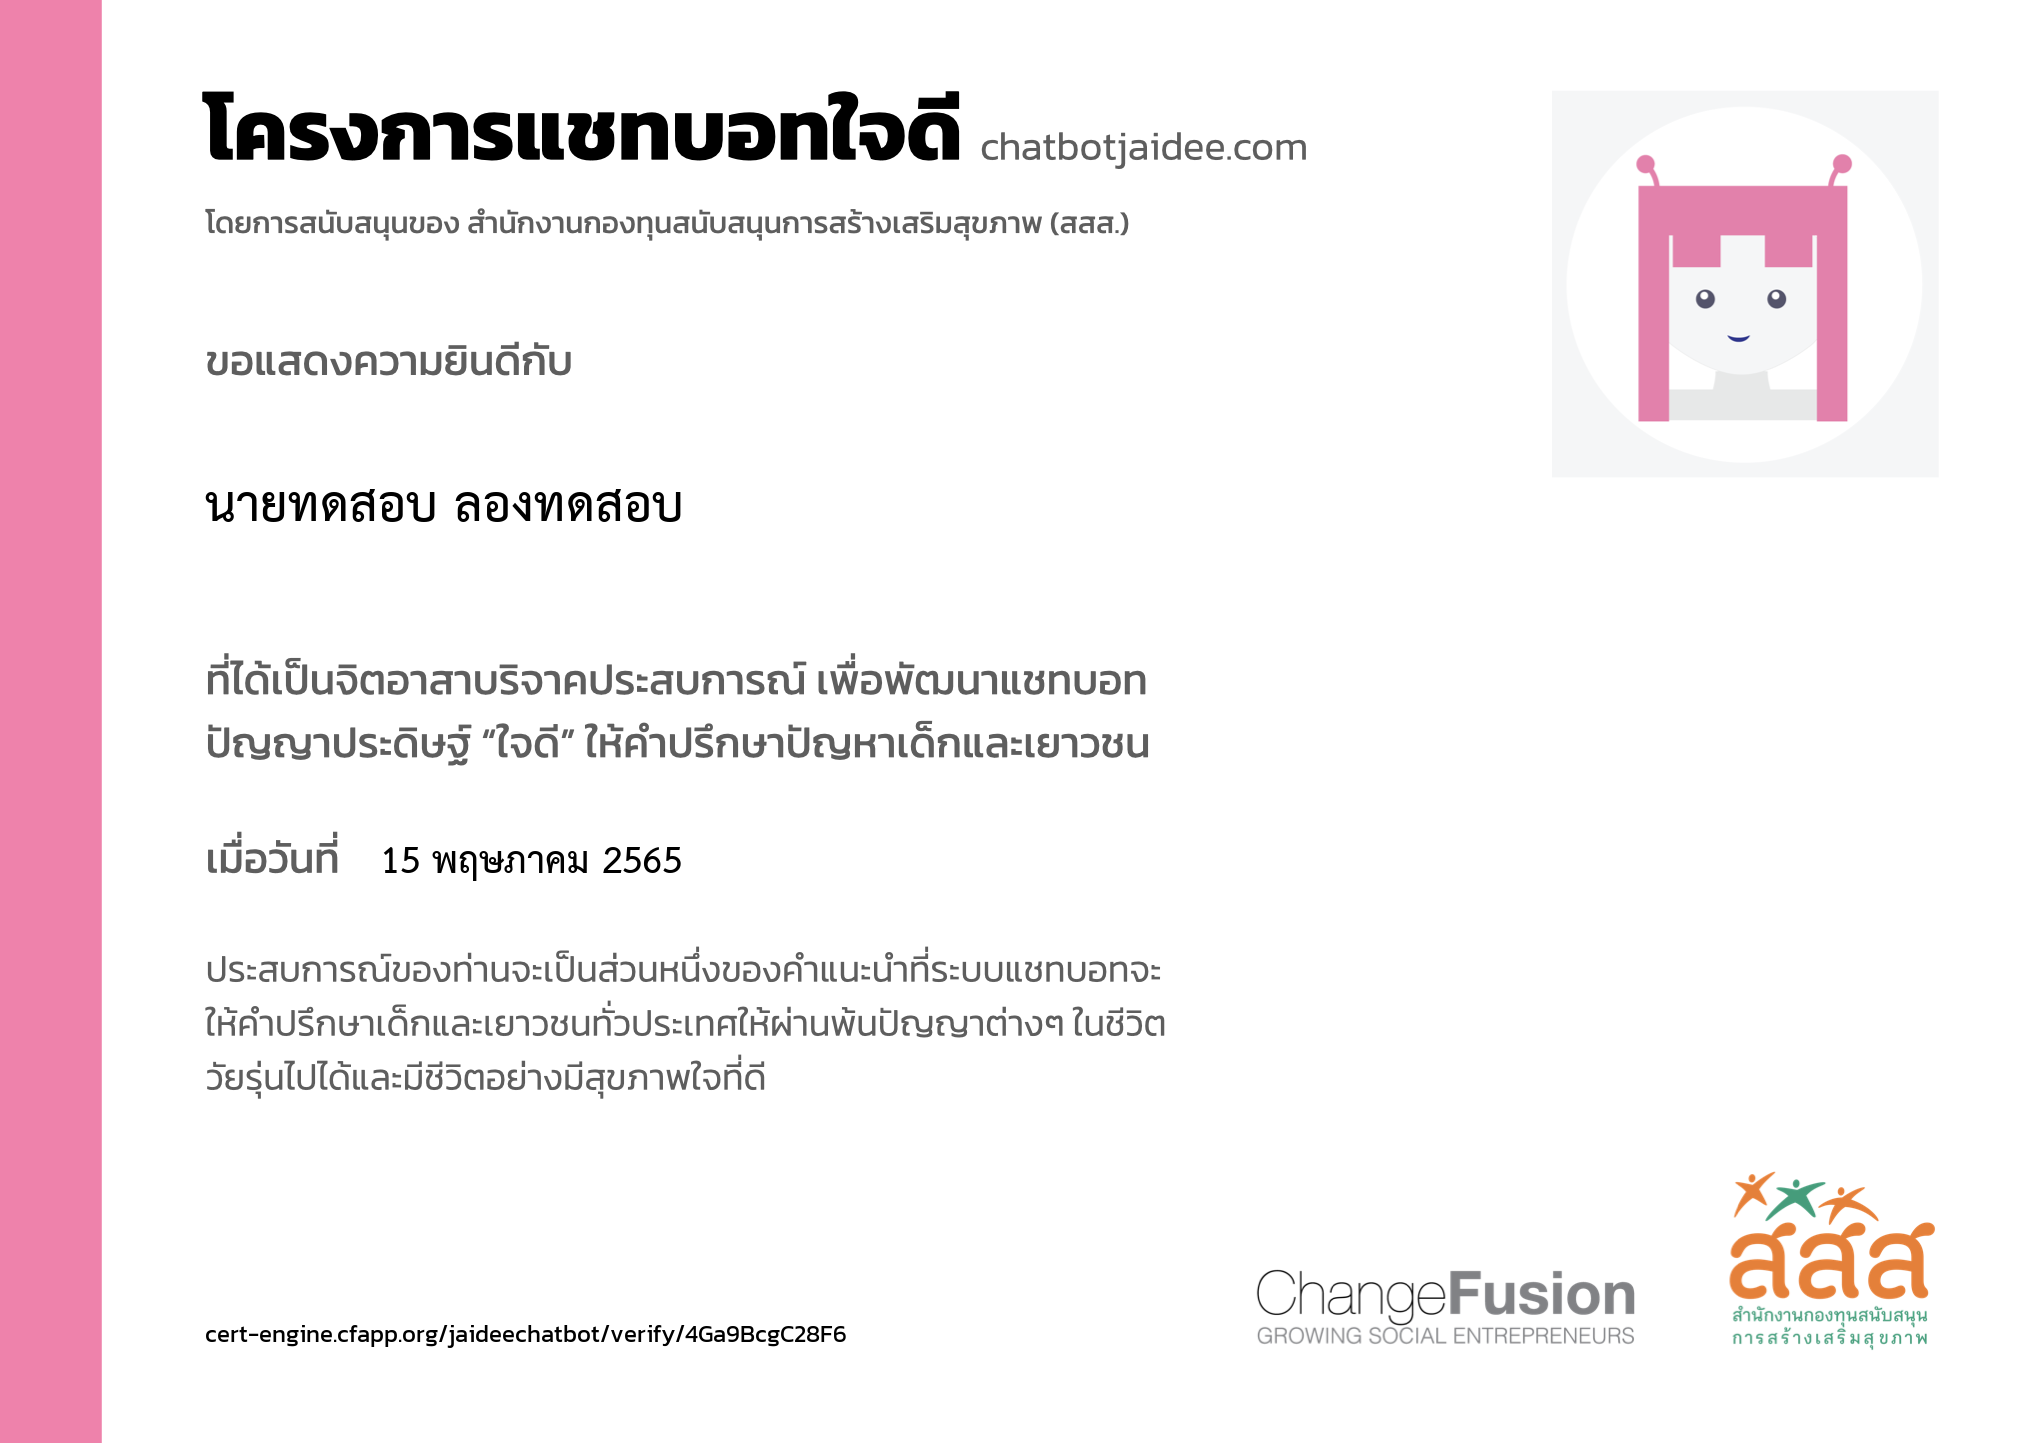 โครงการแชทบอทใจดี chatbotjaidee.com
โดยการสนับสนุนของ สำนักงานกองทุนสนับสนุนการสร้างเสริมสุขภาพ (สสส.)
ขอแสดงความยินดีกับ
นายทดสอบ ลองทดสอบ
ที่ได้เป็นจิตอาสาบริจาคประสบการณ์ เพื่อพัฒนาแชทบอท
ปัญญาประดิษฐ์ “ใจดี” ให้คำปรึกษาปัญหาเด็กและเยาวชน
เมื่อวันที่ 15 พฤษภาคม 2565
ประสบการณ์ของท่านจะเป็นส่วนหนึ่งของคำแนะนำที่ระบบแชทบอทจะ
ให้คำปรึกษาเด็กและเยาวชนทั่วประเทศให้ผ่านพ้นปัญญาต่างๆ ในชีวิต
วัยรุ่นไปได้และมีชีวิตอย่างมีสุขภาพใจที่ดี
cert-engine.cfapp.org/jaideechatbot/verify/4Ga9BcgC28F6
ChangeFusion
GROWING SOCIAL ENTREPRENEURS
สสส
สำนักงานกองทุนสนับสนุน
การสร้างเสริมสุขภาพ